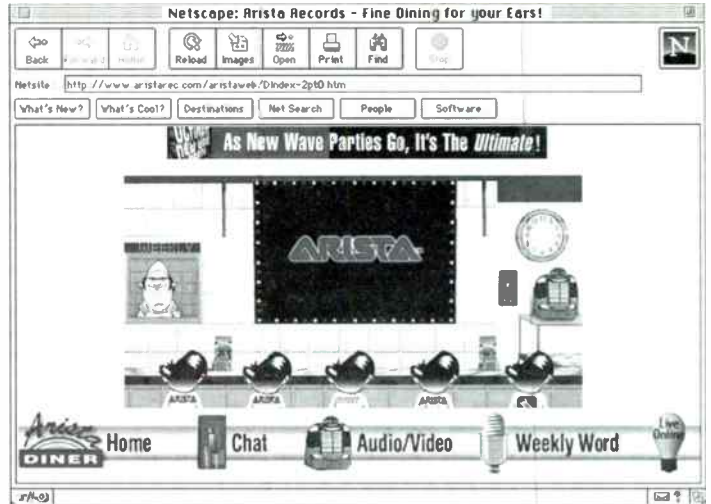 Netscape: Arista Records - Fine Dining for your Ears!
Back Forward Home Reload Images Open Print Find Stop
N
Netsite: http://www.aristarec.com/aristaweb/DIndex-2pt0.htm
What's New? What's Cool? Destinations Net Search People Software
As New Wave Parties Go, It's The Ultimate!
ARISTA
ARISTA ARISTA ARISTA
Arista DINER Home Chat Audio/Video Weekly Word Live Online